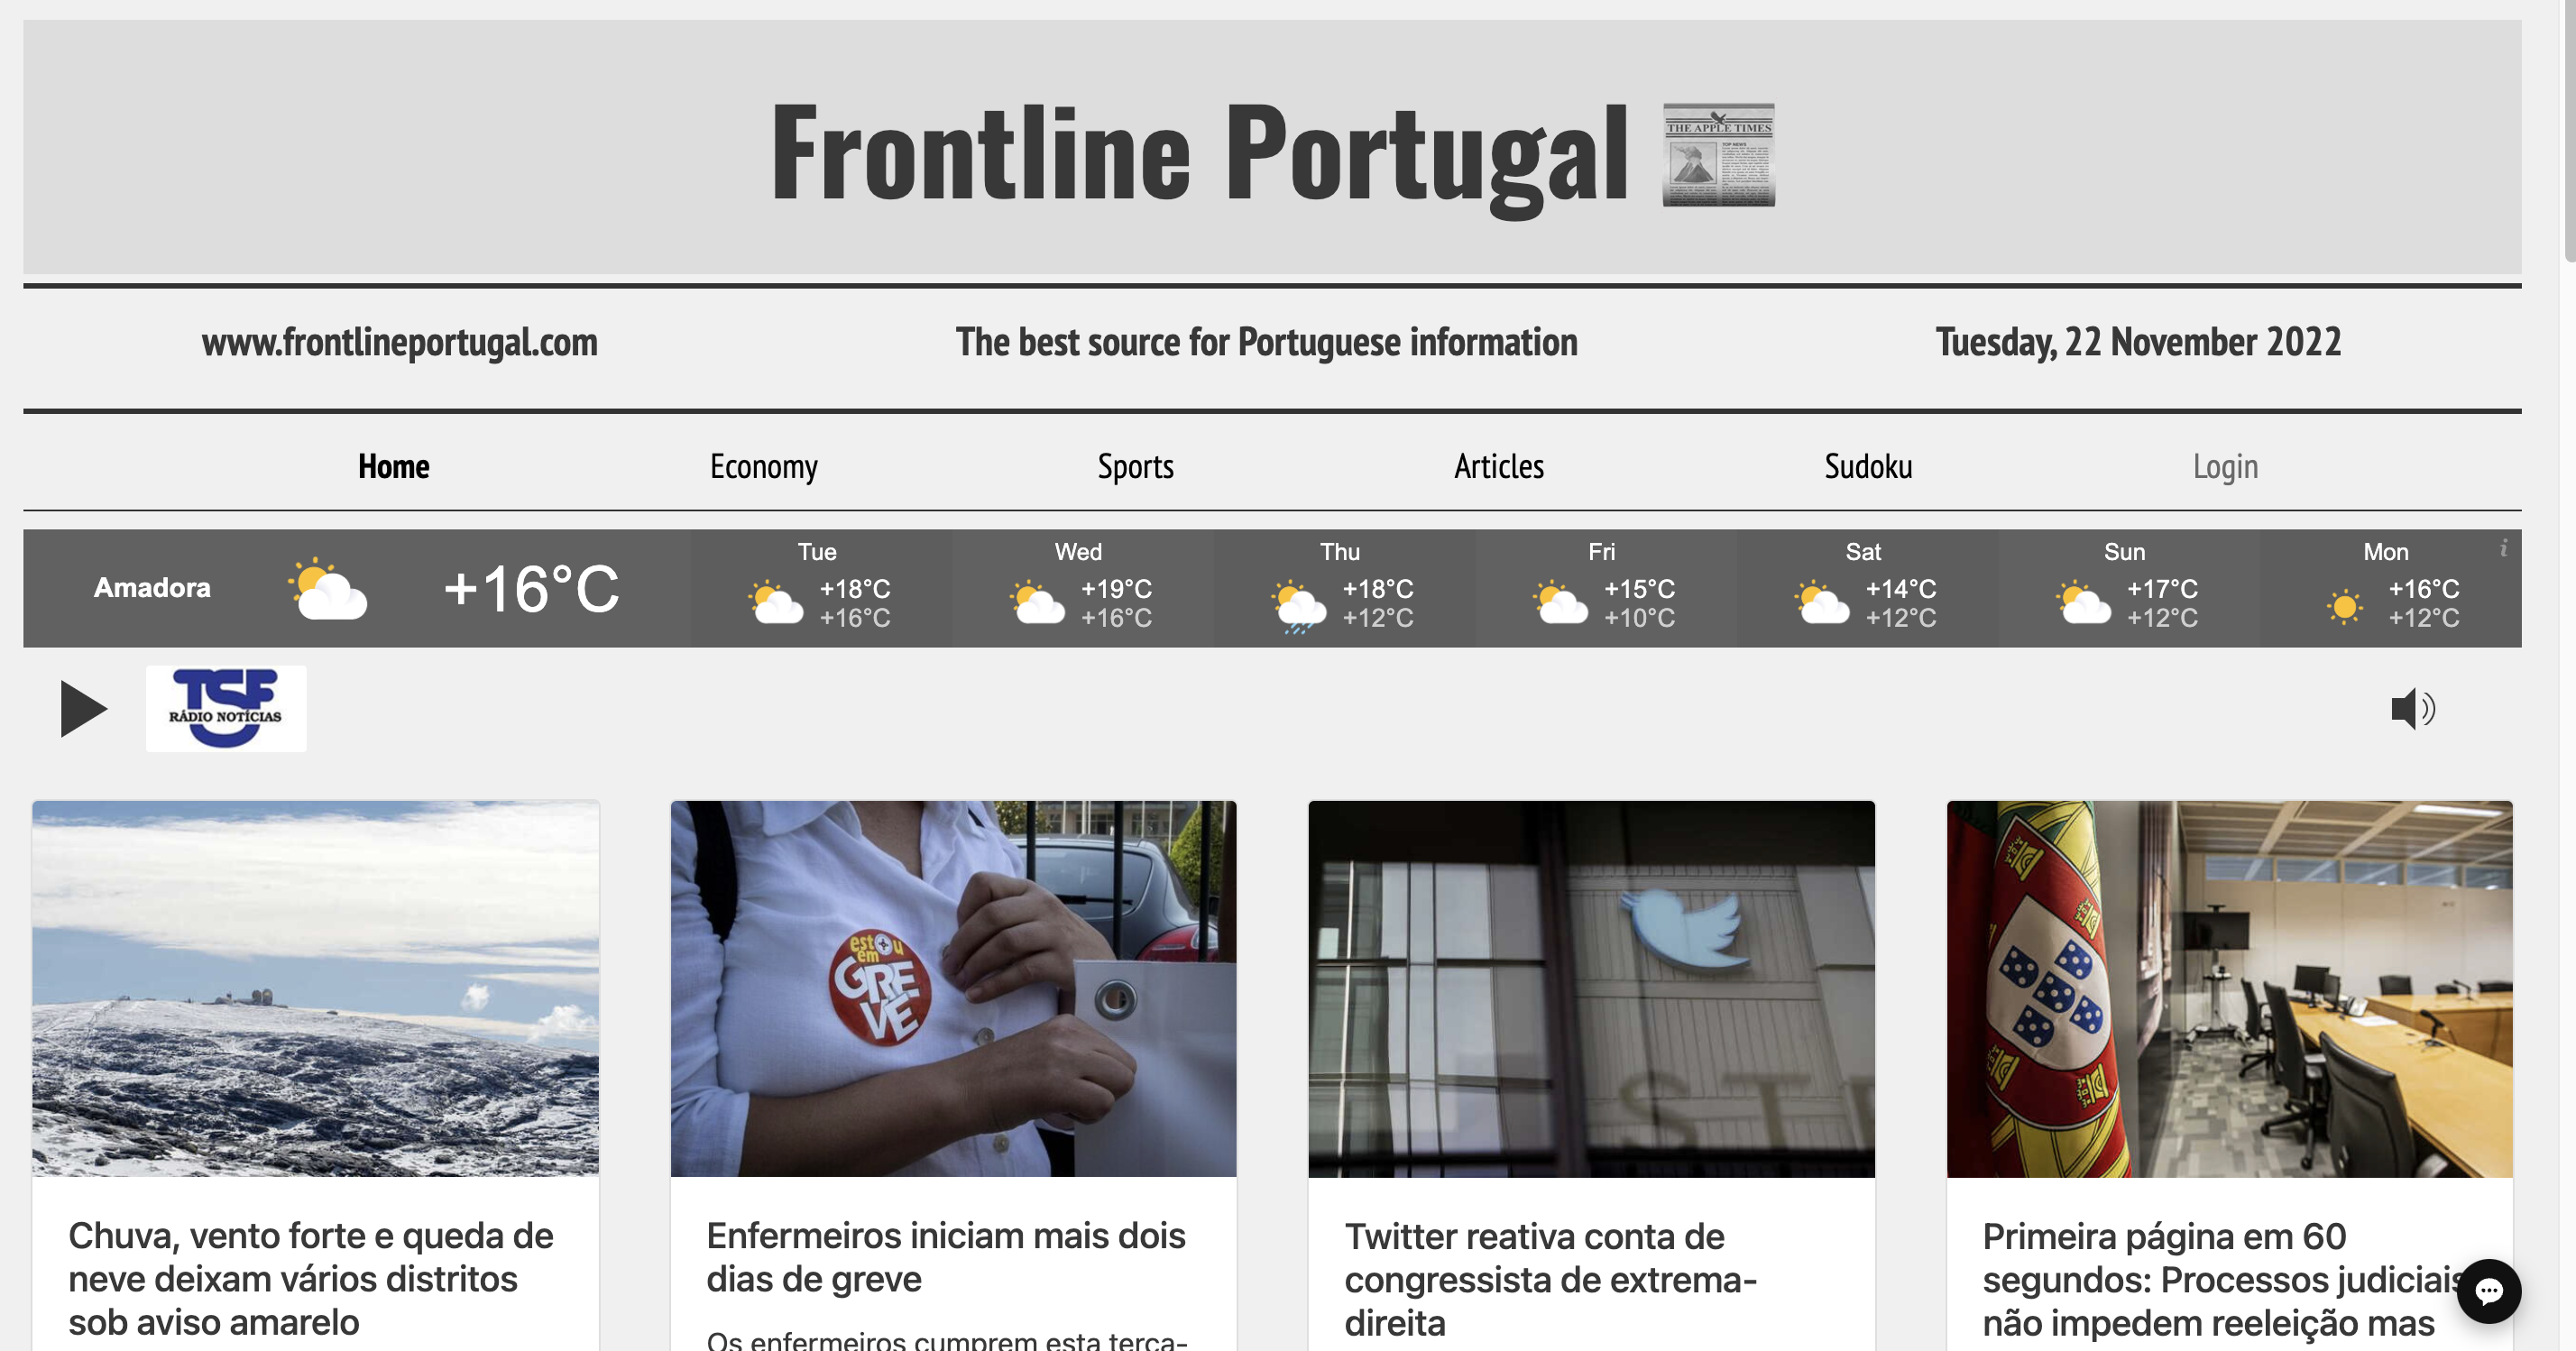 Frontline Portugal
THE APPLE TIMES
TOP NEWS
www.frontlineportugal.com
The best source for Portuguese information
Tuesday, 22 November 2022
Home
Economy
Sports
Articles
Sudoku
Login
Amadora
+16°C
Tue
+18°C
+16°C
Wed
+19°C
+16°C
Thu
+18°C
+12°C
Fri
+15°C
+10°C
Sat
+14°C
+12°C
Sun
+17°C
+12°C
Mon
+16°C
+12°C
i
TSF
RÁDIO NOTÍCIAS
estou
em
GRE
VE
ST
Chuva, vento forte e queda de
neve deixam vários distritos
sob aviso amarelo
Enfermeiros iniciam mais dois
dias de greve
Os enfermeiros cumprem esta terça-
Twitter reativa conta de
congressista de extrema-
direita
Primeira página em 60
segundos: Processos judiciais
não impedem reeleição mas